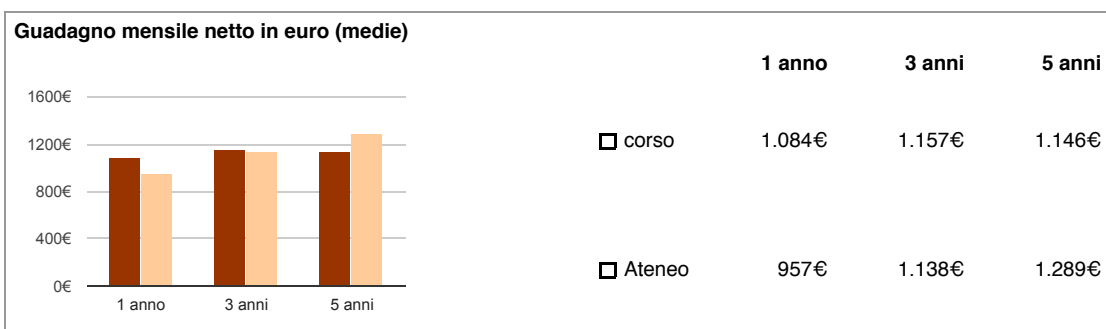 Guadagno mensile netto in euro (medie)
1 anno 3 anni 5 anni
1600€
1200€
800€
400€
0€
1 anno 3 anni 5 anni
corso 1.084€ 1.157€ 1.146€
Ateneo 957€ 1.138€ 1.289€